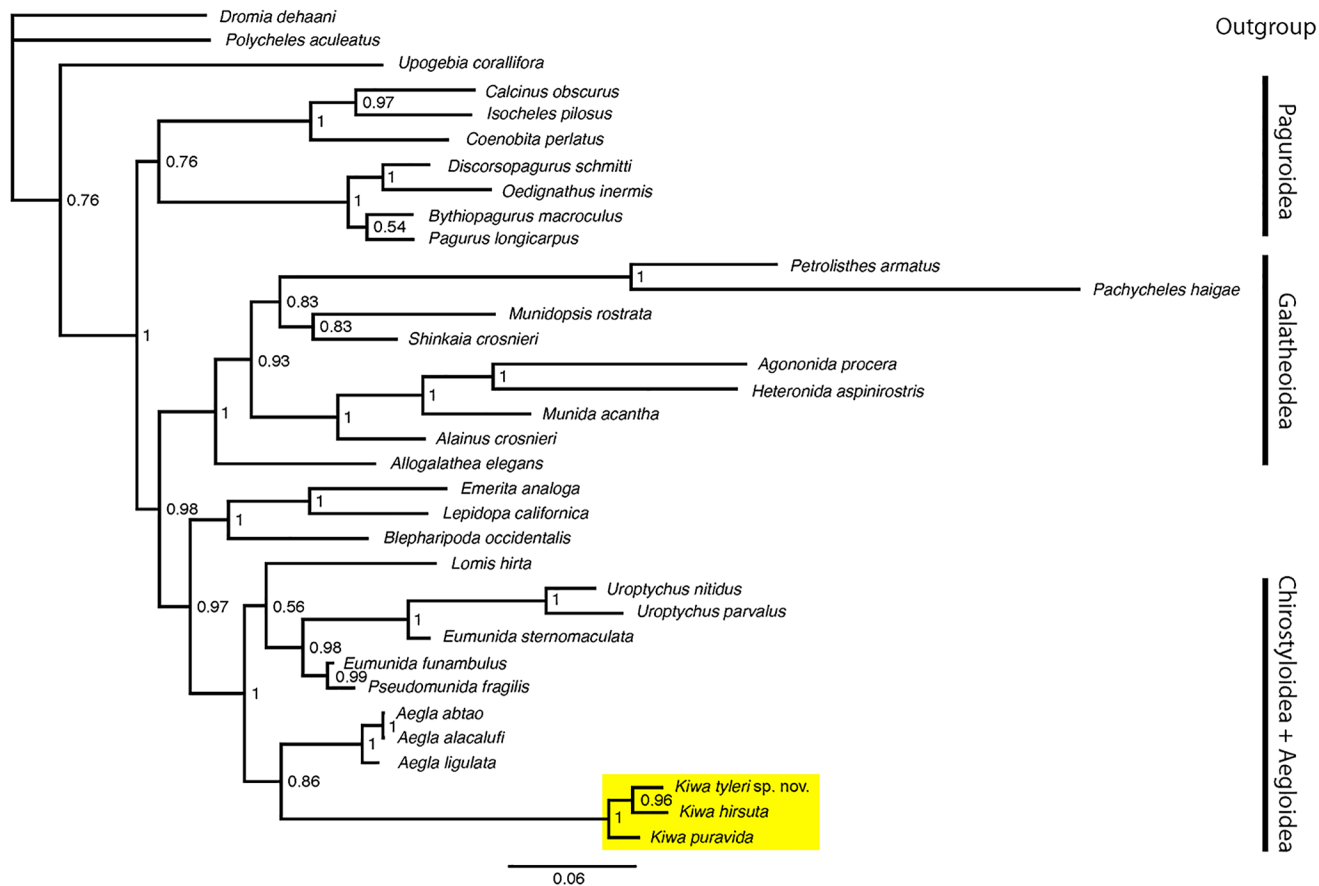 Dromia dehaani
Outgroup
Polycheles aculeatus
Upogebia corallifora
Calcinus obscurus
0.97
Isocheles pilosus
1
Coenobita perlatus
0.76
Discorsopagurus schmitti
1
Oedignathus inermis
0.76
1
Bythiopagurus macroculus
0.54
Pagurus longicarpus
Paguroidea
Petrolisthes armatus
1
Pachycheles haigae
0.83
Munidopsis rostrata
0.83
Shinkaia crosnieri
1
0.93
Agononida procera
1
Heteronida aspinirostris
1
Munida acantha
1
1
Alainus crosnieri
Allogalathea elegans
Galatheoidea
Emerita analoga
1
0.98
Lepidopa californica
1
Blepharipoda occidentalis
Lomis hirta
Uroptychus nitidus
1
0.97
0.56
Uroptychus parvalus
1
Eumunida sternomaculata
0.98
Eumunida funambulus
0.99
Pseudomunida fragilis
1
Aegla abtao
1
Aegla alacalufi
1
Aegla ligulata
0.86
Kiwa tyleri sp. nov.
0.96
Kiwa hirsuta
1
Kiwa puravida
Chirostyloidea + Aegloidea
0.06